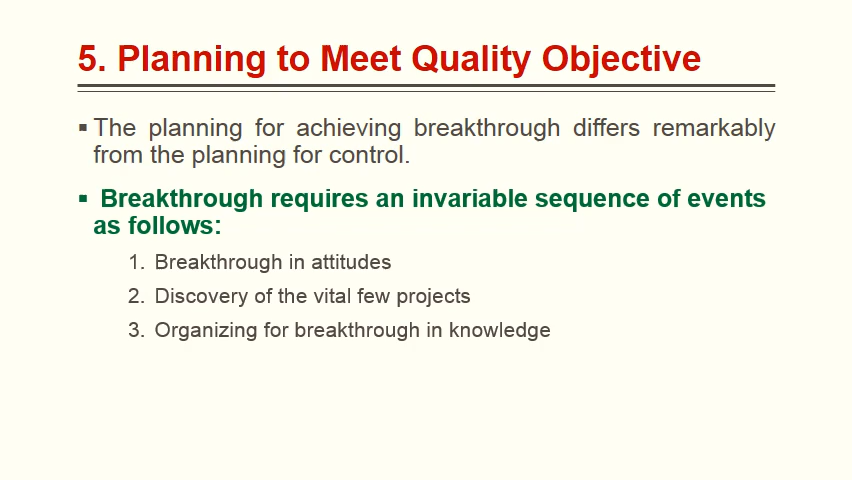 5. Planning to Meet Quality Objective
▪ The planning for achieving breakthrough differs remarkably
from the planning for control.
▪ Breakthrough requires an invariable sequence of events
as follows:
1. Breakthrough in attitudes
2. Discovery of the vital few projects
3. Organizing for breakthrough in knowledge